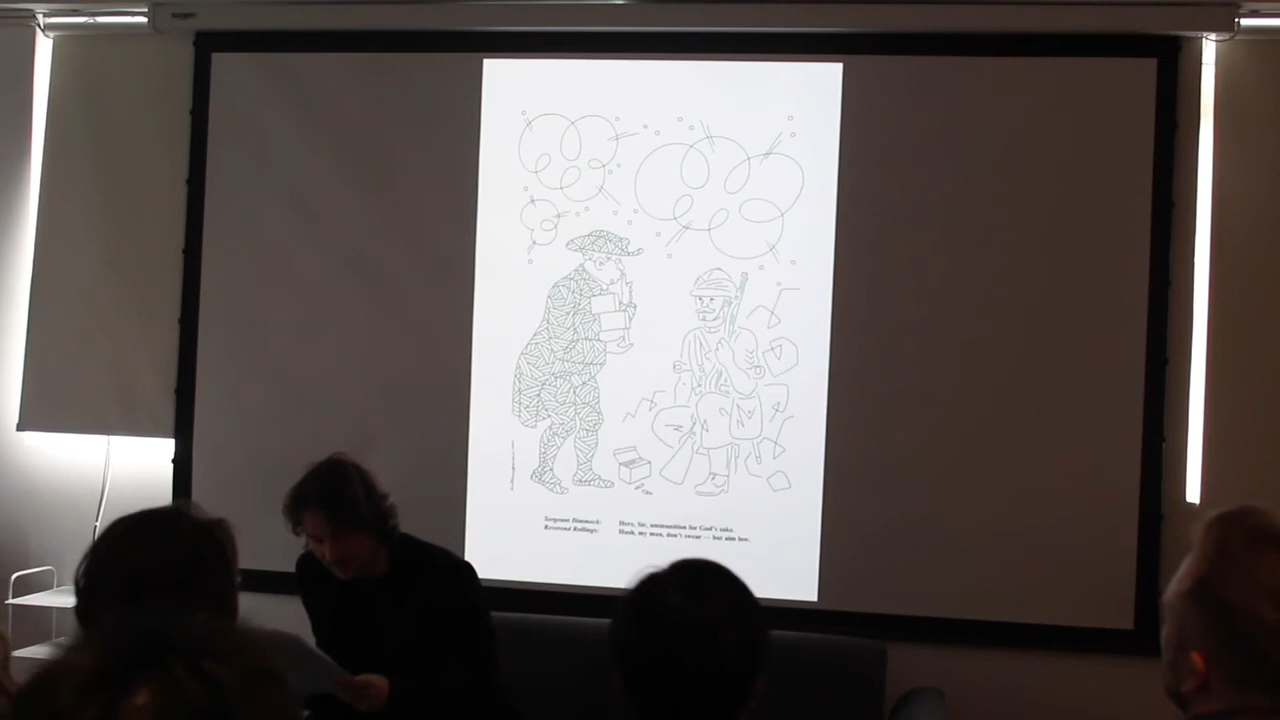 Sergeant Dimmock: Here, Sir, ammunition for God's sake.
Reverend Rollings: Hush, my man, don't swear — but aim low.